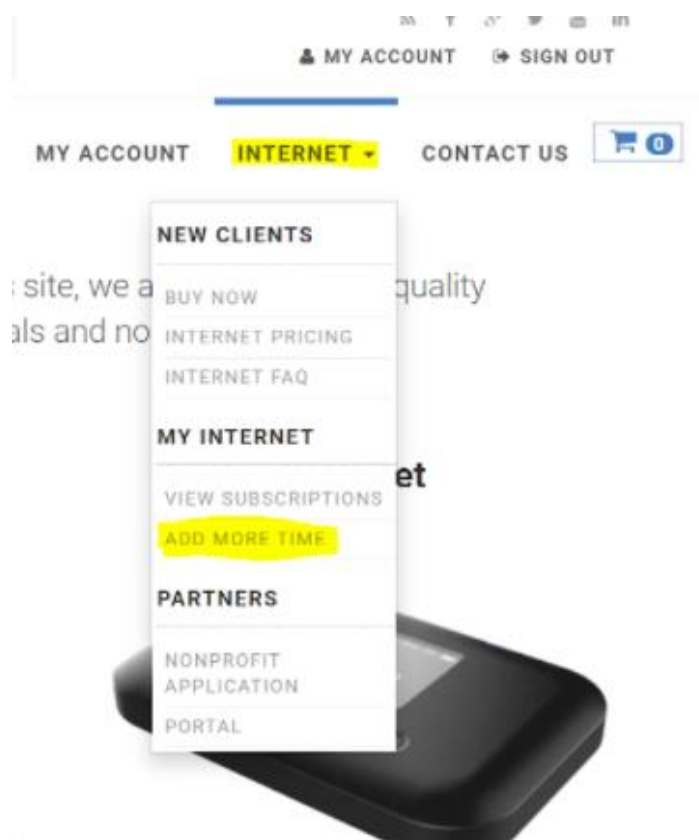 MY ACCOUNT SIGN OUT
MY ACCOUNT INTERNET CONTACT US 0
NEW CLIENTS
site, we a quality
BUY NOW
als and no
INTERNET PRICING
INTERNET FAQ
MY INTERNET
et
VIEW SUBSCRIPTIONS
ADD MORE TIME
PARTNERS
NONPROFIT
APPLICATION
PORTAL